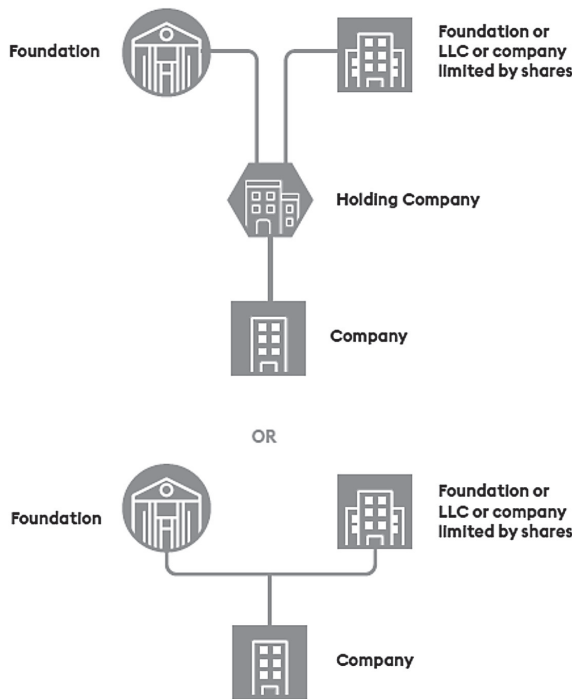 Foundation
Foundation or
LLC or company
limited by shares
Holding Company
Company
OR
Foundation
Foundation or
LLC or company
limited by shares
Company